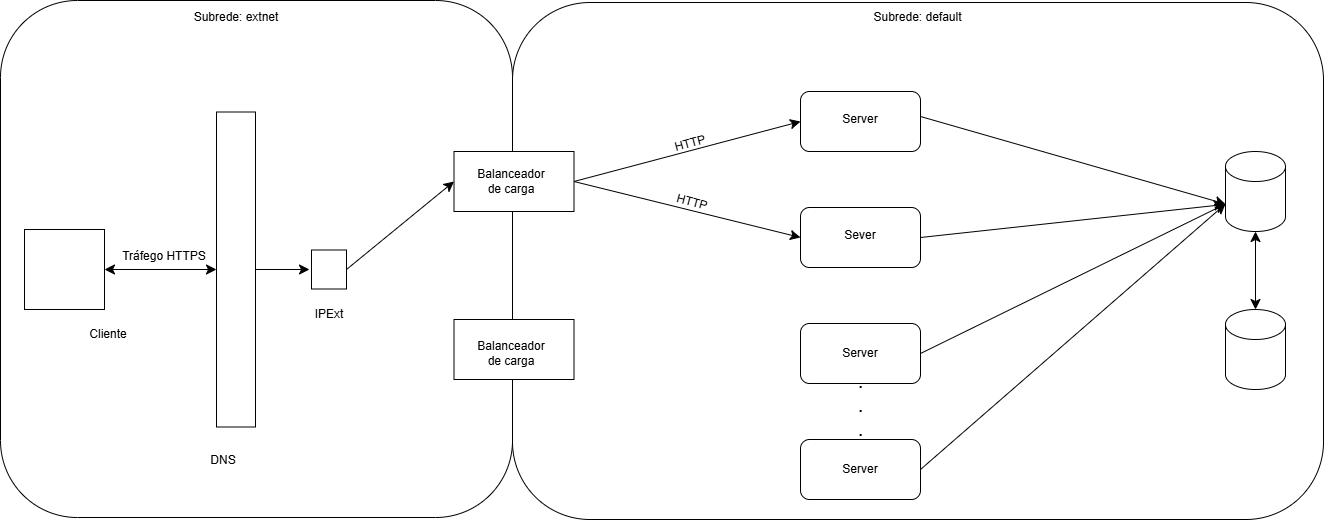 Subrede: extnet
Subrede: default
Server
HTTP
Balanceador
de carga
HTTP
Sever
Tráfego HTTPS
IPExt
Cliente
Balanceador
de carga
Server
.
.
.
DNS
Server